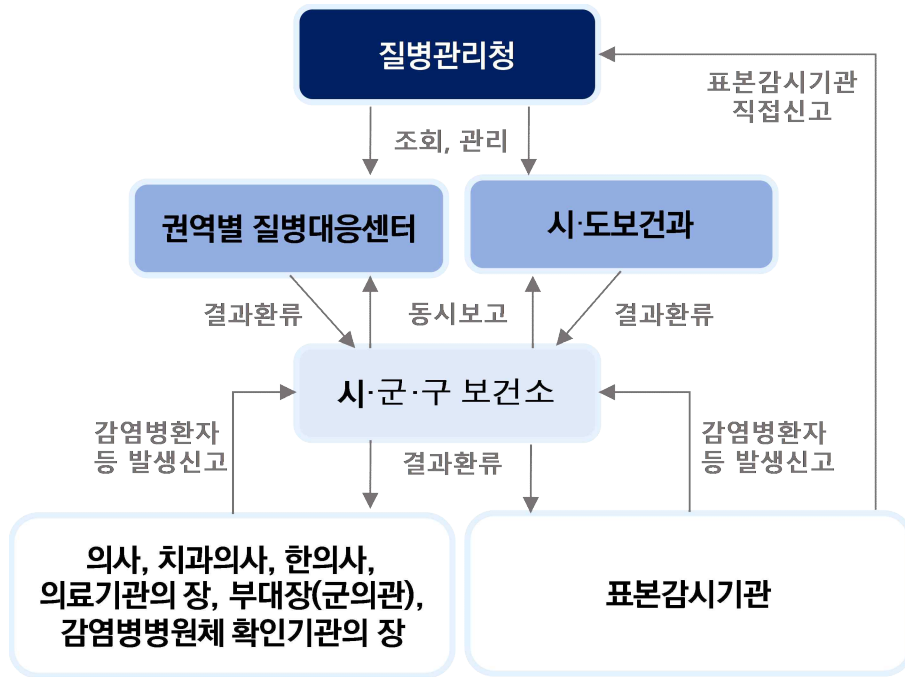 질병관리청
표본감시기관
직접신고
조회, 관리
권역별 질병대응센터
시·도보건과
결과환류
동시보고
결과환류
시·군·구 보건소
감염병환자
등 발생신고
결과환류
감염병환자
등 발생신고
의사, 치과의사, 한의사,
의료기관의 장, 부대장(군의관),
감염병병원체 확인기관의 장
표본감시기관